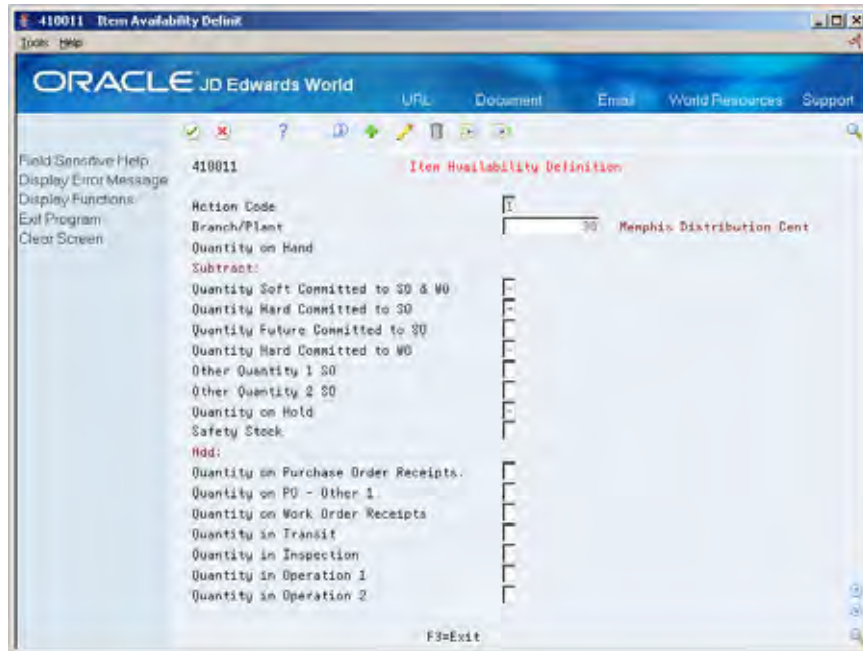 410011 Item Availability Definit
Tools Help
ORACLE JD Edwards World
URL Document Email World Resources Support
?
Field Sensitive Help
Display Error Message
Display Functions
Exit Program
Clear Screen
410011 Item Availability Definition
Action Code I
Branch/Plant 30 Memphis Distribution Cent
Quantity on Hand
Subtract:
Quantity Soft Committed to SO & WO -
Quantity Hard Committed to SO -
Quantity Future Committed to SO
Quantity Hard Committed to WO -
Other Quantity 1 SO
Other Quantity 2 SO
Quantity on Hold -
Safety Stock
Add:
Quantity on Purchase Order Receipts.
Quantity on PO - Other 1
Quantity on Work Order Receipts
Quantity in Transit
Quantity in Inspection
Quantity in Operation 1
Quantity in Operation 2
F3=Exit